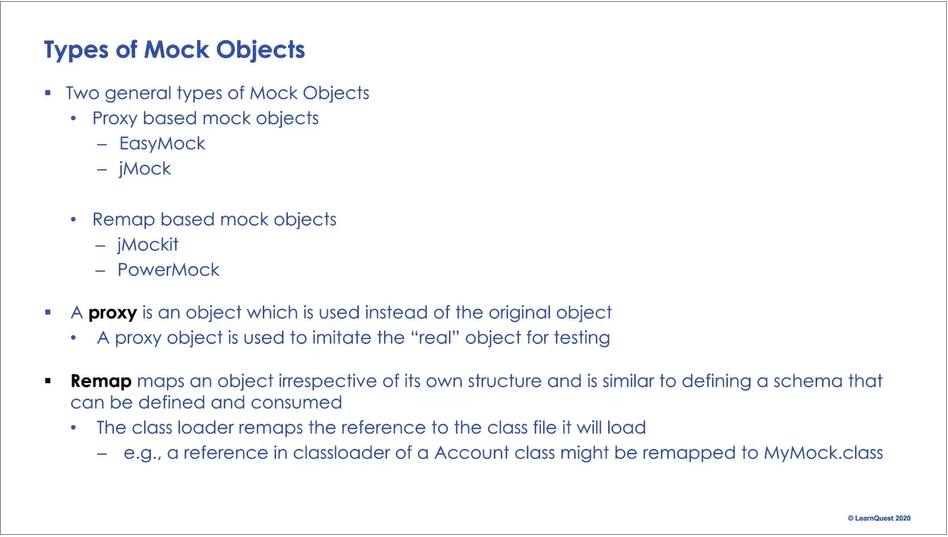 Types of Mock Objects
▪ Two general types of Mock Objects
• Proxy based mock objects
– EasyMock
– jMock
• Remap based mock objects
– jMockit
– PowerMock
▪ A proxy is an object which is used instead of the original object
• A proxy object is used to imitate the “real” object for testing
▪ Remap maps an object irrespective of its own structure and is similar to defining a schema that
can be defined and consumed
• The class loader remaps the reference to the class file it will load
– e.g., a reference in classloader of a Account class might be remapped to MyMock.class
© LearnQuest 2020